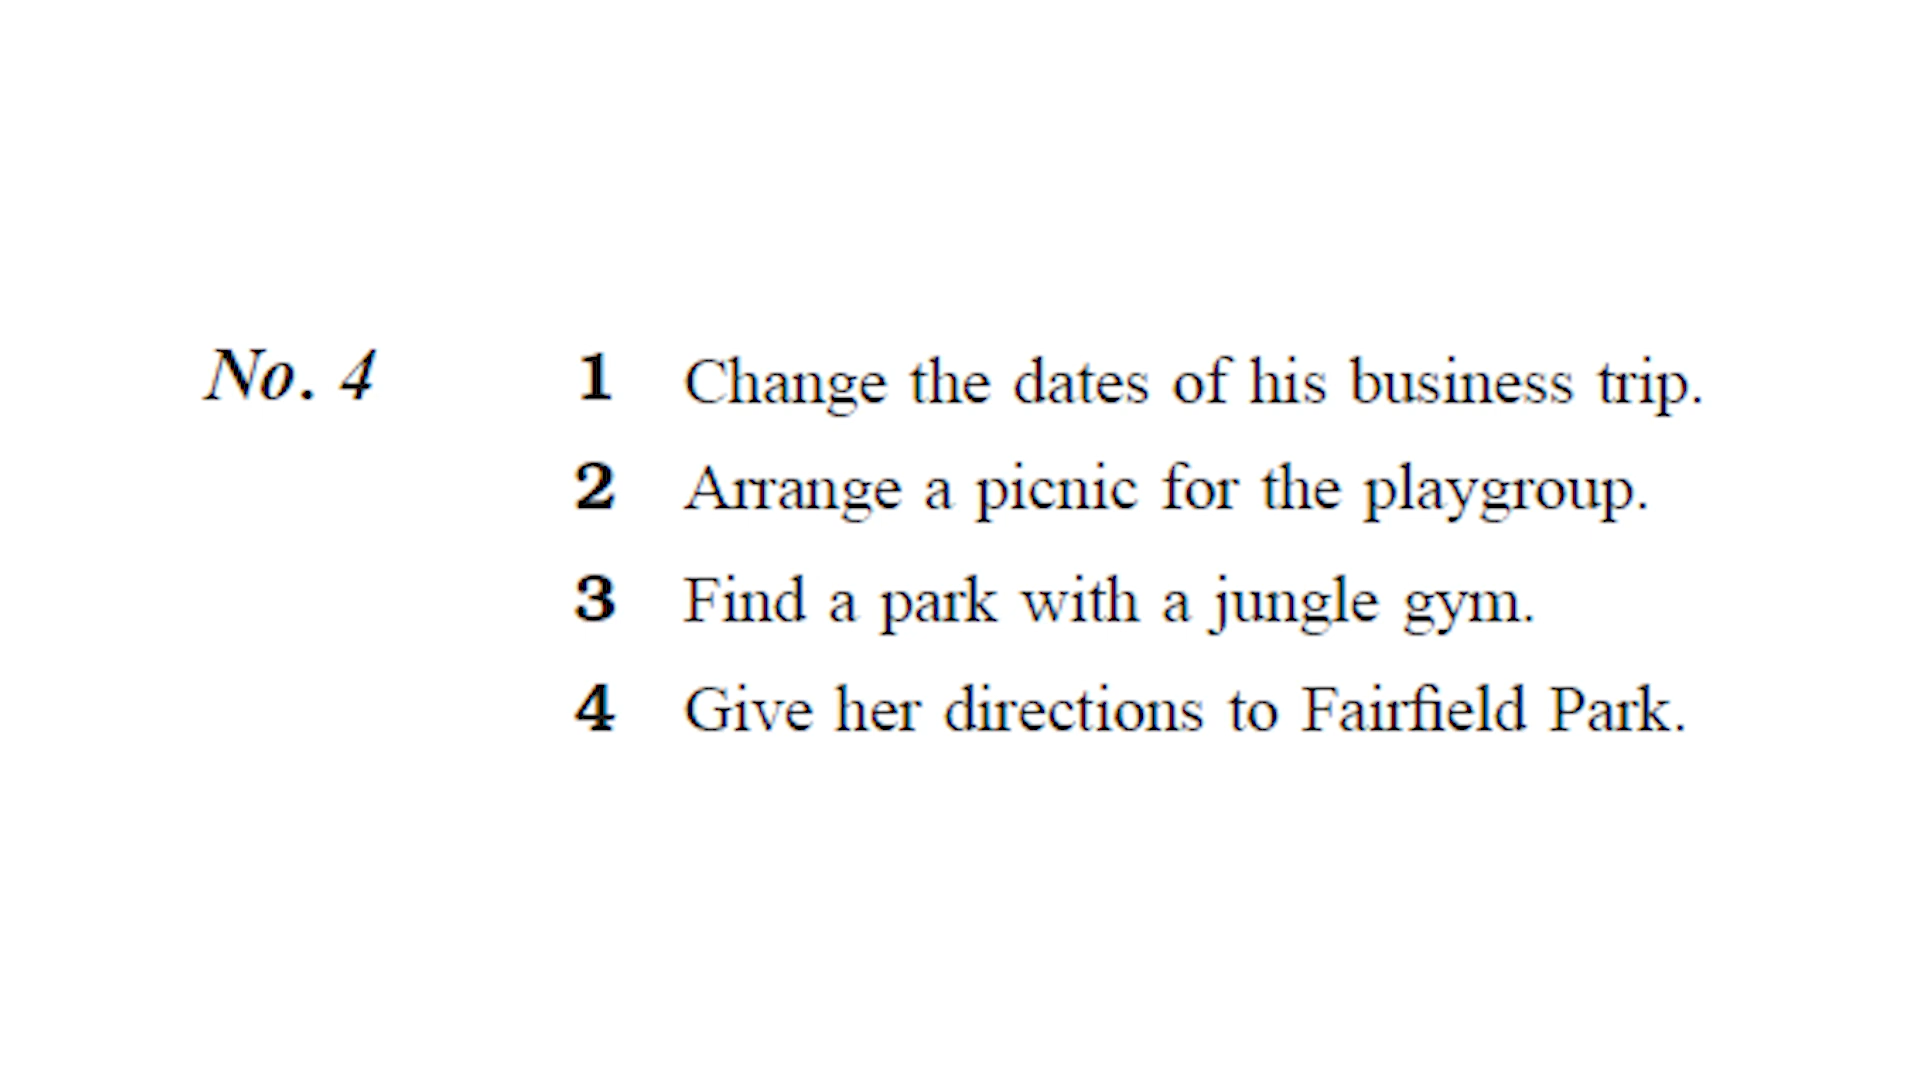 No. 4 1 Change the dates of his business trip.
2 Arrange a picnic for the playgroup.
3 Find a park with a jungle gym.
4 Give her directions to Fairfield Park.